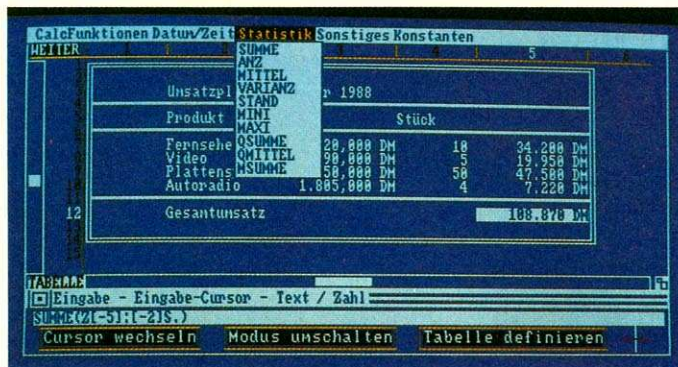 CalcFunktionen Datum/Zeit Statistik Sonstiges Konstanten
WEITER 5
SUMME
ANZ
MITTEL
VARIANZ
STAND
MINI
MAXI
QSUMME
QMITTEL
MSUMME
Umsatzpl r 1988
Produkt Stück
Fernsehe 20,000 DM 10 34.200 DM
Video 90,000 DM 5 19.950 DM
Plattens 50,000 DM 50 47.500 DM
Autoradio 1.805,000 DM 4 7.220 DM
12 Gesamtumsatz 108.870 DM
TABELLE
Eingabe - Eingabe-Cursor - Text / Zahl
SUMME(Z[-5]:[-2]S.)
Cursor wechseln Modus umschalten Tabelle definieren